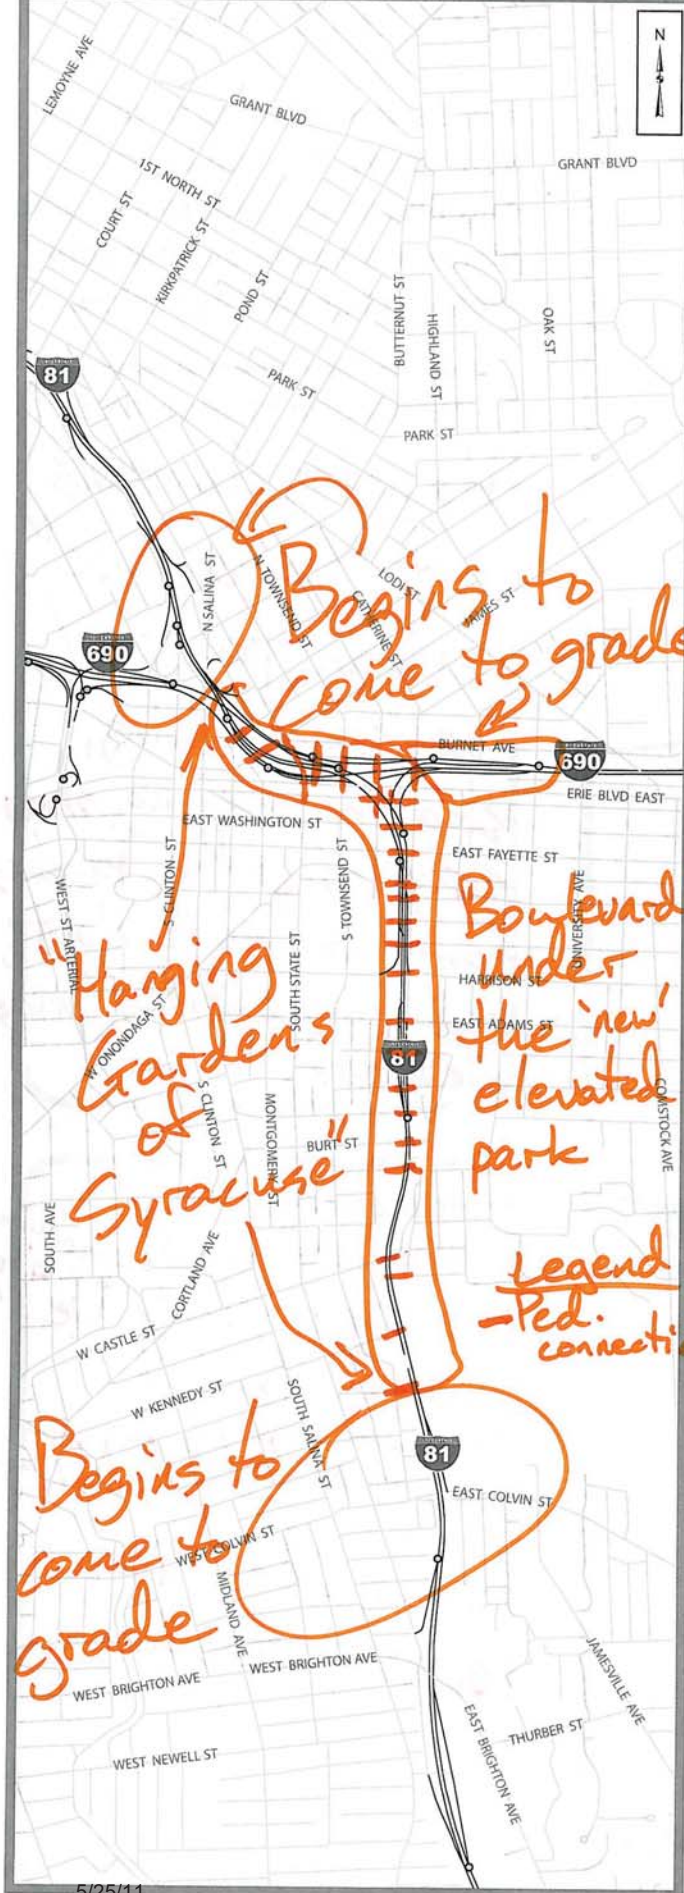 N
LEMOYNE AVE
GRANT BLVD
GRANT BLVD
1ST NORTH ST
COURT ST
KIRKPATRICK ST
POND ST
BUTTERNUT ST
HIGHLAND ST
OAK ST
81
PARK ST
PARK ST
Begins to
come to grade
N SALINA ST
N TOWNSEND ST
LODI ST
CATHERINE ST
JAMES ST
690
BURNET AVE
690
ERIE BLVD EAST
EAST WASHINGTON ST
EAST FAYETTE ST
S CLINTON ST
S TOWNSEND ST
UNIVERSITY AVE
WEST ST ARTERIAL
SOUTH STATE ST
HARRISON ST
EAST ADAMS ST
W ONONDAGA ST
"Hanging
Gardens
of
Syracuse"
Boulevard
under
the 'new'
elevated
park
81
S CLINTON ST
MONTGOMERY ST
BURT ST
COMSTOCK AVE
SOUTH AVE
CORTLAND AVE
Legend
- Ped.
connecti
W CASTLE ST
W KENNEDY ST
SOUTH SALINA ST
81
EAST COLVIN ST
Begins to
come to
grade
WEST COLVIN ST
MIDLAND AVE
WEST BRIGHTON AVE
WEST BRIGHTON AVE
JAMESVILLE AVE
THURBER ST
EAST BRIGHTON AVE
WEST NEWELL ST
5/25/11